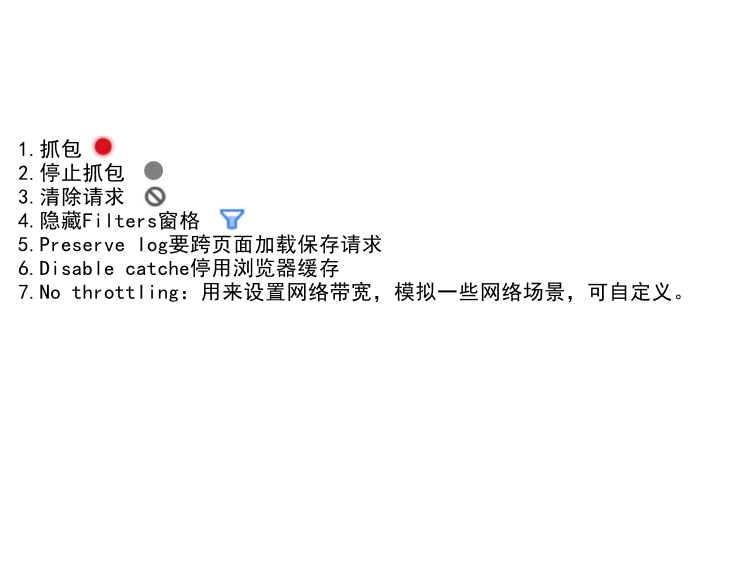 1.抓包
2.停止抓包
3.清除请求
4.隐藏Filters窗格
5.Preserve log要跨页面加载保存请求
6.Disable catche停用浏览器缓存
7.No throttling：用来设置网络带宽，模拟一些网络场景，可自定义。